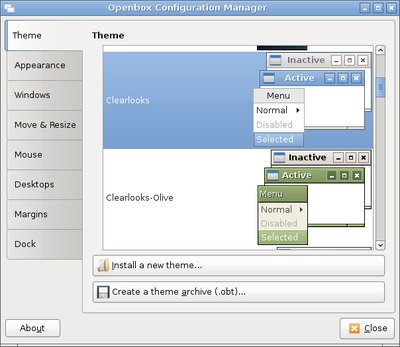 Openbox Configuration Manager
Theme
Appearance
Windows
Move & Resize
Mouse
Desktops
Margins
Dock
Theme
Clearlooks
Inactive
Active
Menu
Normal
Disabled
Selected
Clearlooks-Olive
Inactive
Active
Menu
Normal
Disabled
Selected
Install a new theme...
Create a theme archive (.obt)...
About
Close